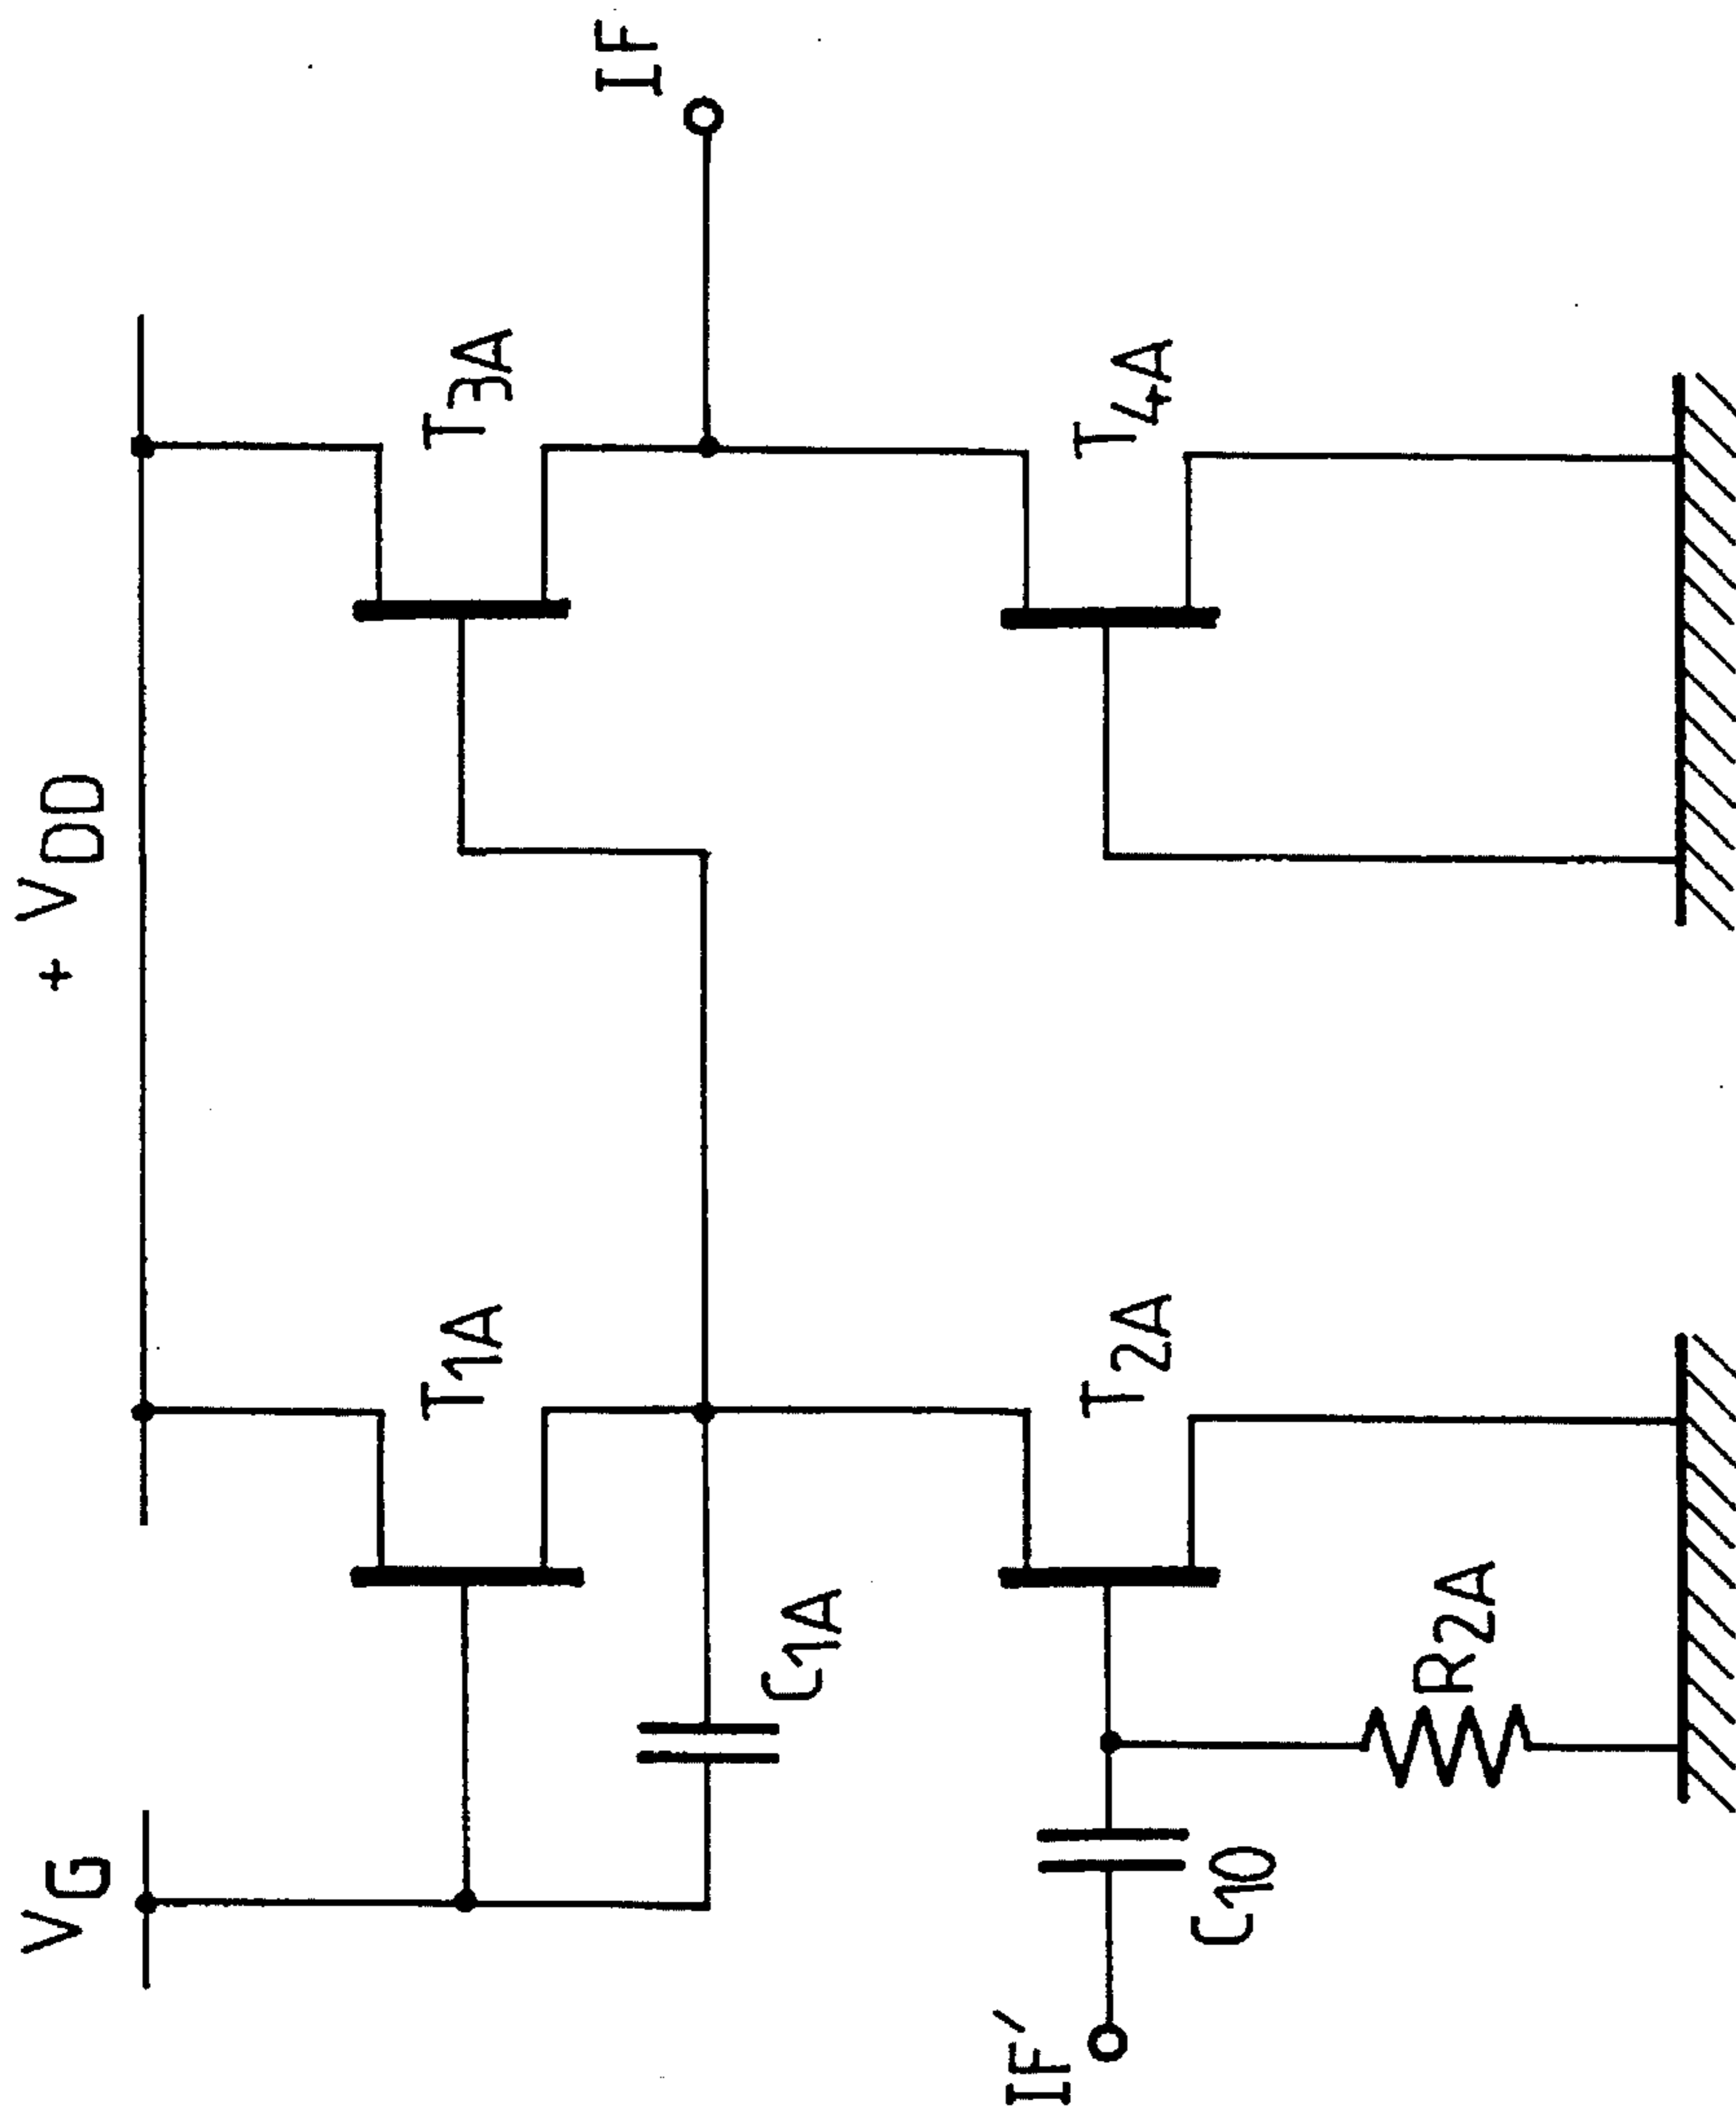 VG
+ VDD
T1A
T3A
C1A
IF
IF′
T2A
T4A
C10
R2A